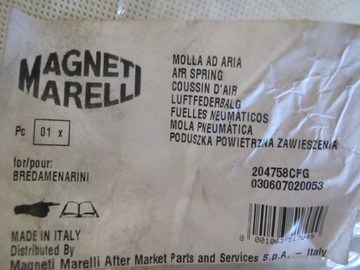 MAGNETI
MARELLI
Pc 01 x
for/pour:
BREDAMENARINI
MOLLA AD ARIA
AIR SPRING
COUSSIN D'AIR
LUFTFEDERBALG
FUELLES NEUMÁTICOS
MOLA PNEUMÁTICA
PODUSZKA POWIETRZNA ZAWIESZENIA
204758CFG
030607020053
MADE IN ITALY
Distributed By
Magneti Marelli After Market Parts and Services S.p.A. - Italy